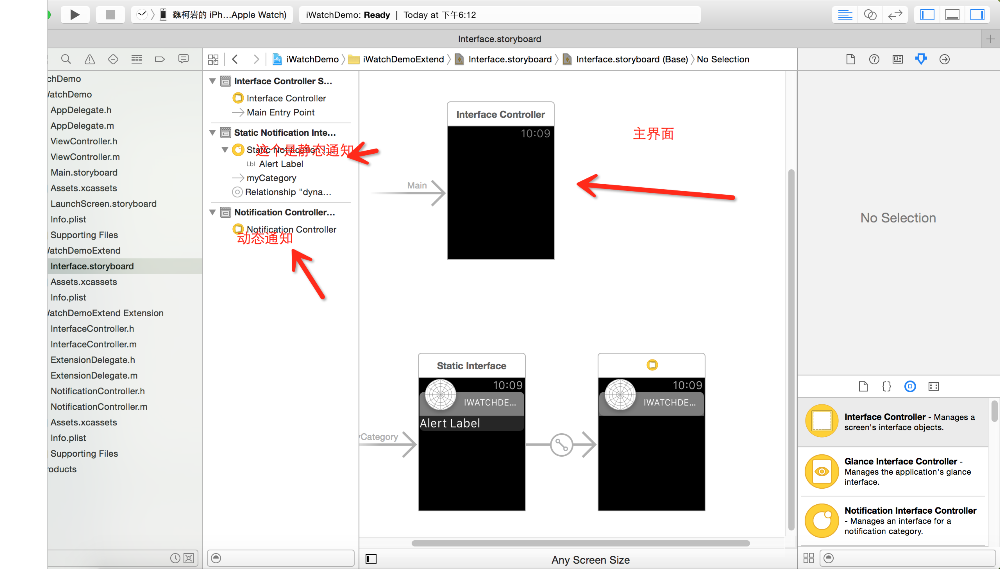 魏柯岩的 iPh...Apple Watch)
iWatchDemo: Ready | Today at 下午6:12
Interface.storyboard
iWatchDemo
iWatchDemoExtend
Interface.storyboard
Interface.storyboard (Base)
No Selection
chDemo
atchDemo
AppDelegate.h
AppDelegate.m
ViewController.h
ViewController.m
Main.storyboard
Assets.xcassets
LaunchScreen.storyboard
Info.plist
Supporting Files
atchDemoExtend
Interface.storyboard
Assets.xcassets
Info.plist
atchDemoExtend Extension
InterfaceController.h
InterfaceController.m
ExtensionDelegate.h
ExtensionDelegate.m
NotificationController.h
NotificationController.m
Assets.xcassets
Info.plist
Supporting Files
roducts
Interface Controller S...
Interface Controller
Main Entry Point
Static Notification Inte...
Static Notification I...
这个是静态通知
Lbl Alert Label
myCategory
Relationship "dyna...
Notification Controller...
Notification Controller
动态通知
Interface Controller
10:09
主界面
Main
Static Interface
10:09
IWATCHDE...
Alert Label
Category
10:09
IWATCHDE...
Any Screen Size
No Selection
Interface Controller - Manages a
screen's interface objects.
Glance Interface Controller -
Manages the application's glance
interface.
Notification Interface Controller
- Manages an interface for a
notification category.